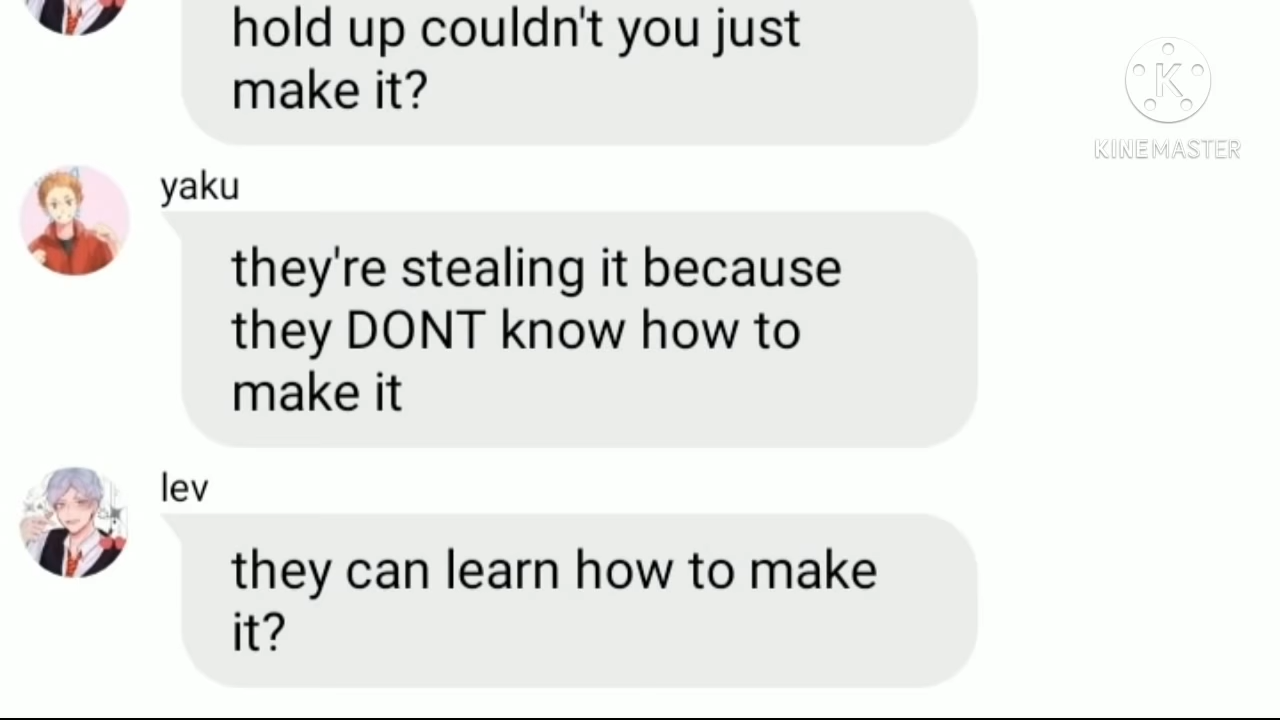 hold up couldn't you just
make it?
K
KINEMASTER
yaku
they're stealing it because
they DONT know how to
make it
lev
they can learn how to make
it?